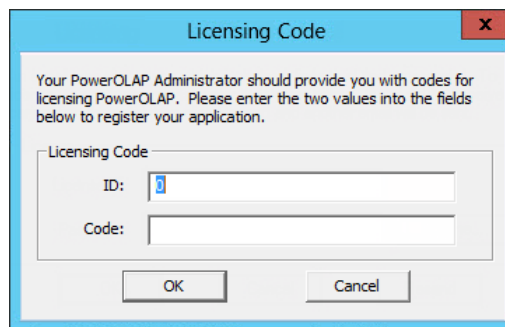 Licensing Code
x
Your PowerOLAP Administrator should provide you with codes for
licensing PowerOLAP. Please enter the two values into the fields
below to register your application.
Licensing Code
ID: 0
Code:
OK Cancel